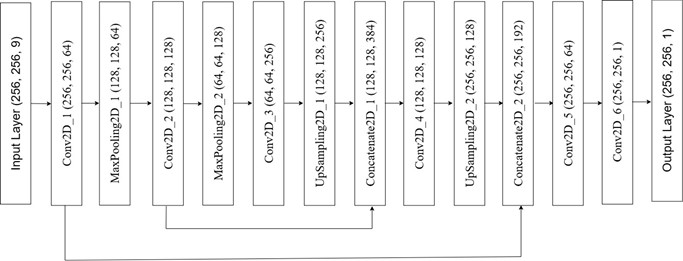 Input Layer (256, 256, 9)
Conv2D_1 (256, 256, 64)
MaxPooling2D_1 (128, 128, 64)
Conv2D_2 (128, 128, 128)
MaxPooling2D_2 (64, 64, 128)
Conv2D_3 (64, 64, 256)
UpSampling2D_1 (128, 128, 256)
Concatenate2D_1 (128, 128, 384)
Conv2D_4 (128, 128, 128)
UpSampling2D_2 (256, 256, 128)
Concatenate2D_2 (256, 256, 192)
Conv2D_5 (256, 256, 64)
Conv2D_6 (256, 256, 1)
Output Layer (256, 256, 1)